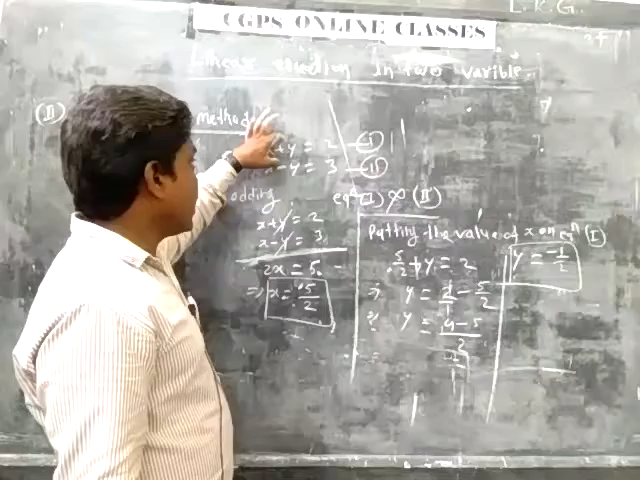 L.K.G.
CGPS ONLINE CLASSES
Linear equection in two varible.
(II)
method
+y = 2 — (I)
x - y = 3 — (II)
adding eqⁿ (I) & (II)
x+y = 2
x-y = 3
2x = 5
⇒ x = 5/2
Putting the value of x on eqⁿ (I)
5/2 + y = 2
⇒ y = 2/1 - 5/2
⇒ y = 4-5/2
y = -1/2